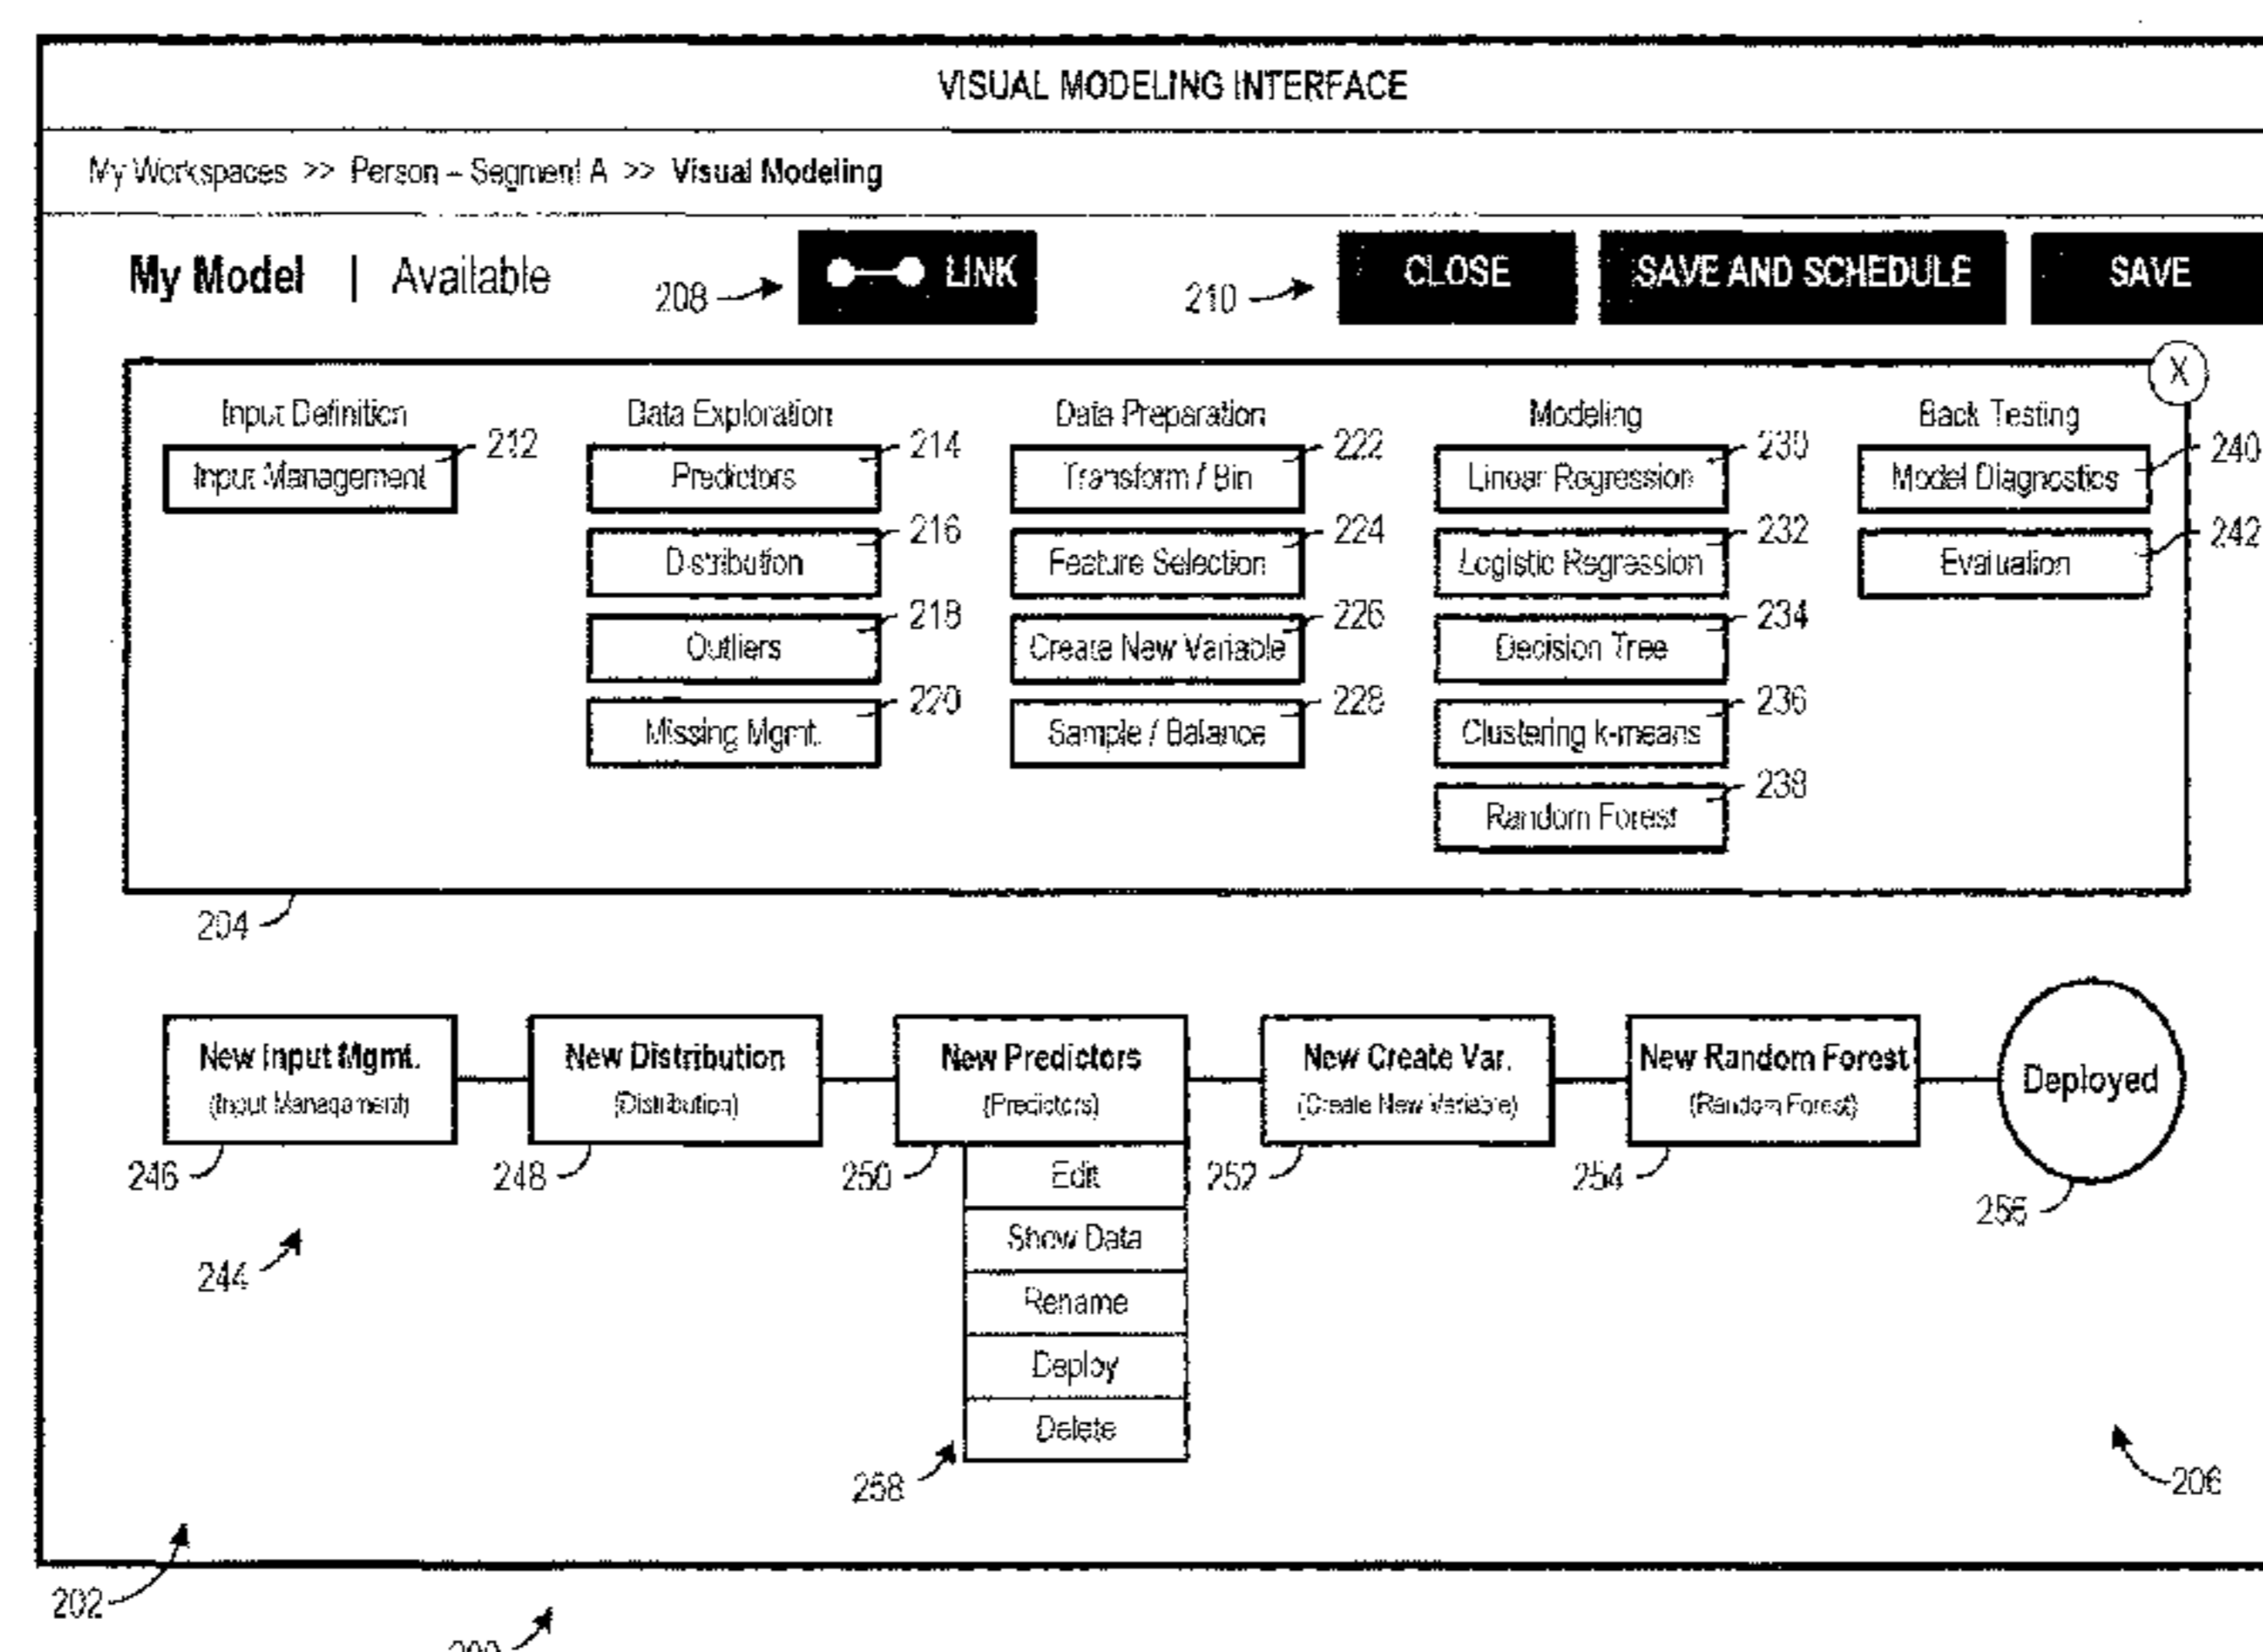 VISUAL MODELING INTERFACE
My Workspaces >> Person – Segment A >> Visual Modeling
My Model | Available
208
LINK
210
CLOSE
SAVE AND SCHEDULE
SAVE
X
Input Definition
Input Management
212
Data Exploration
Predictors
214
Distribution
216
Outliers
218
Missing Mgmt.
220
Data Preparation
Transform / Bin
222
Feature Selection
224
Create New Variable
226
Sample / Balance
228
Modeling
Linear Regression
230
Logistic Regression
232
Decision Tree
234
Clustering k-means
236
Random Forest
238
Back Testing
Model Diagnostics
240
Evaluation
242
204
New Input Mgmt.
(Input Management)
246
New Distribution
(Distribution)
248
New Predictors
(Predictors)
250
New Create Var.
(Create New Variable)
252
New Random Forest
(Random Forest)
254
Deployed
256
244
Edit
Show Data
Rename
Deploy
Delete
258
206
202